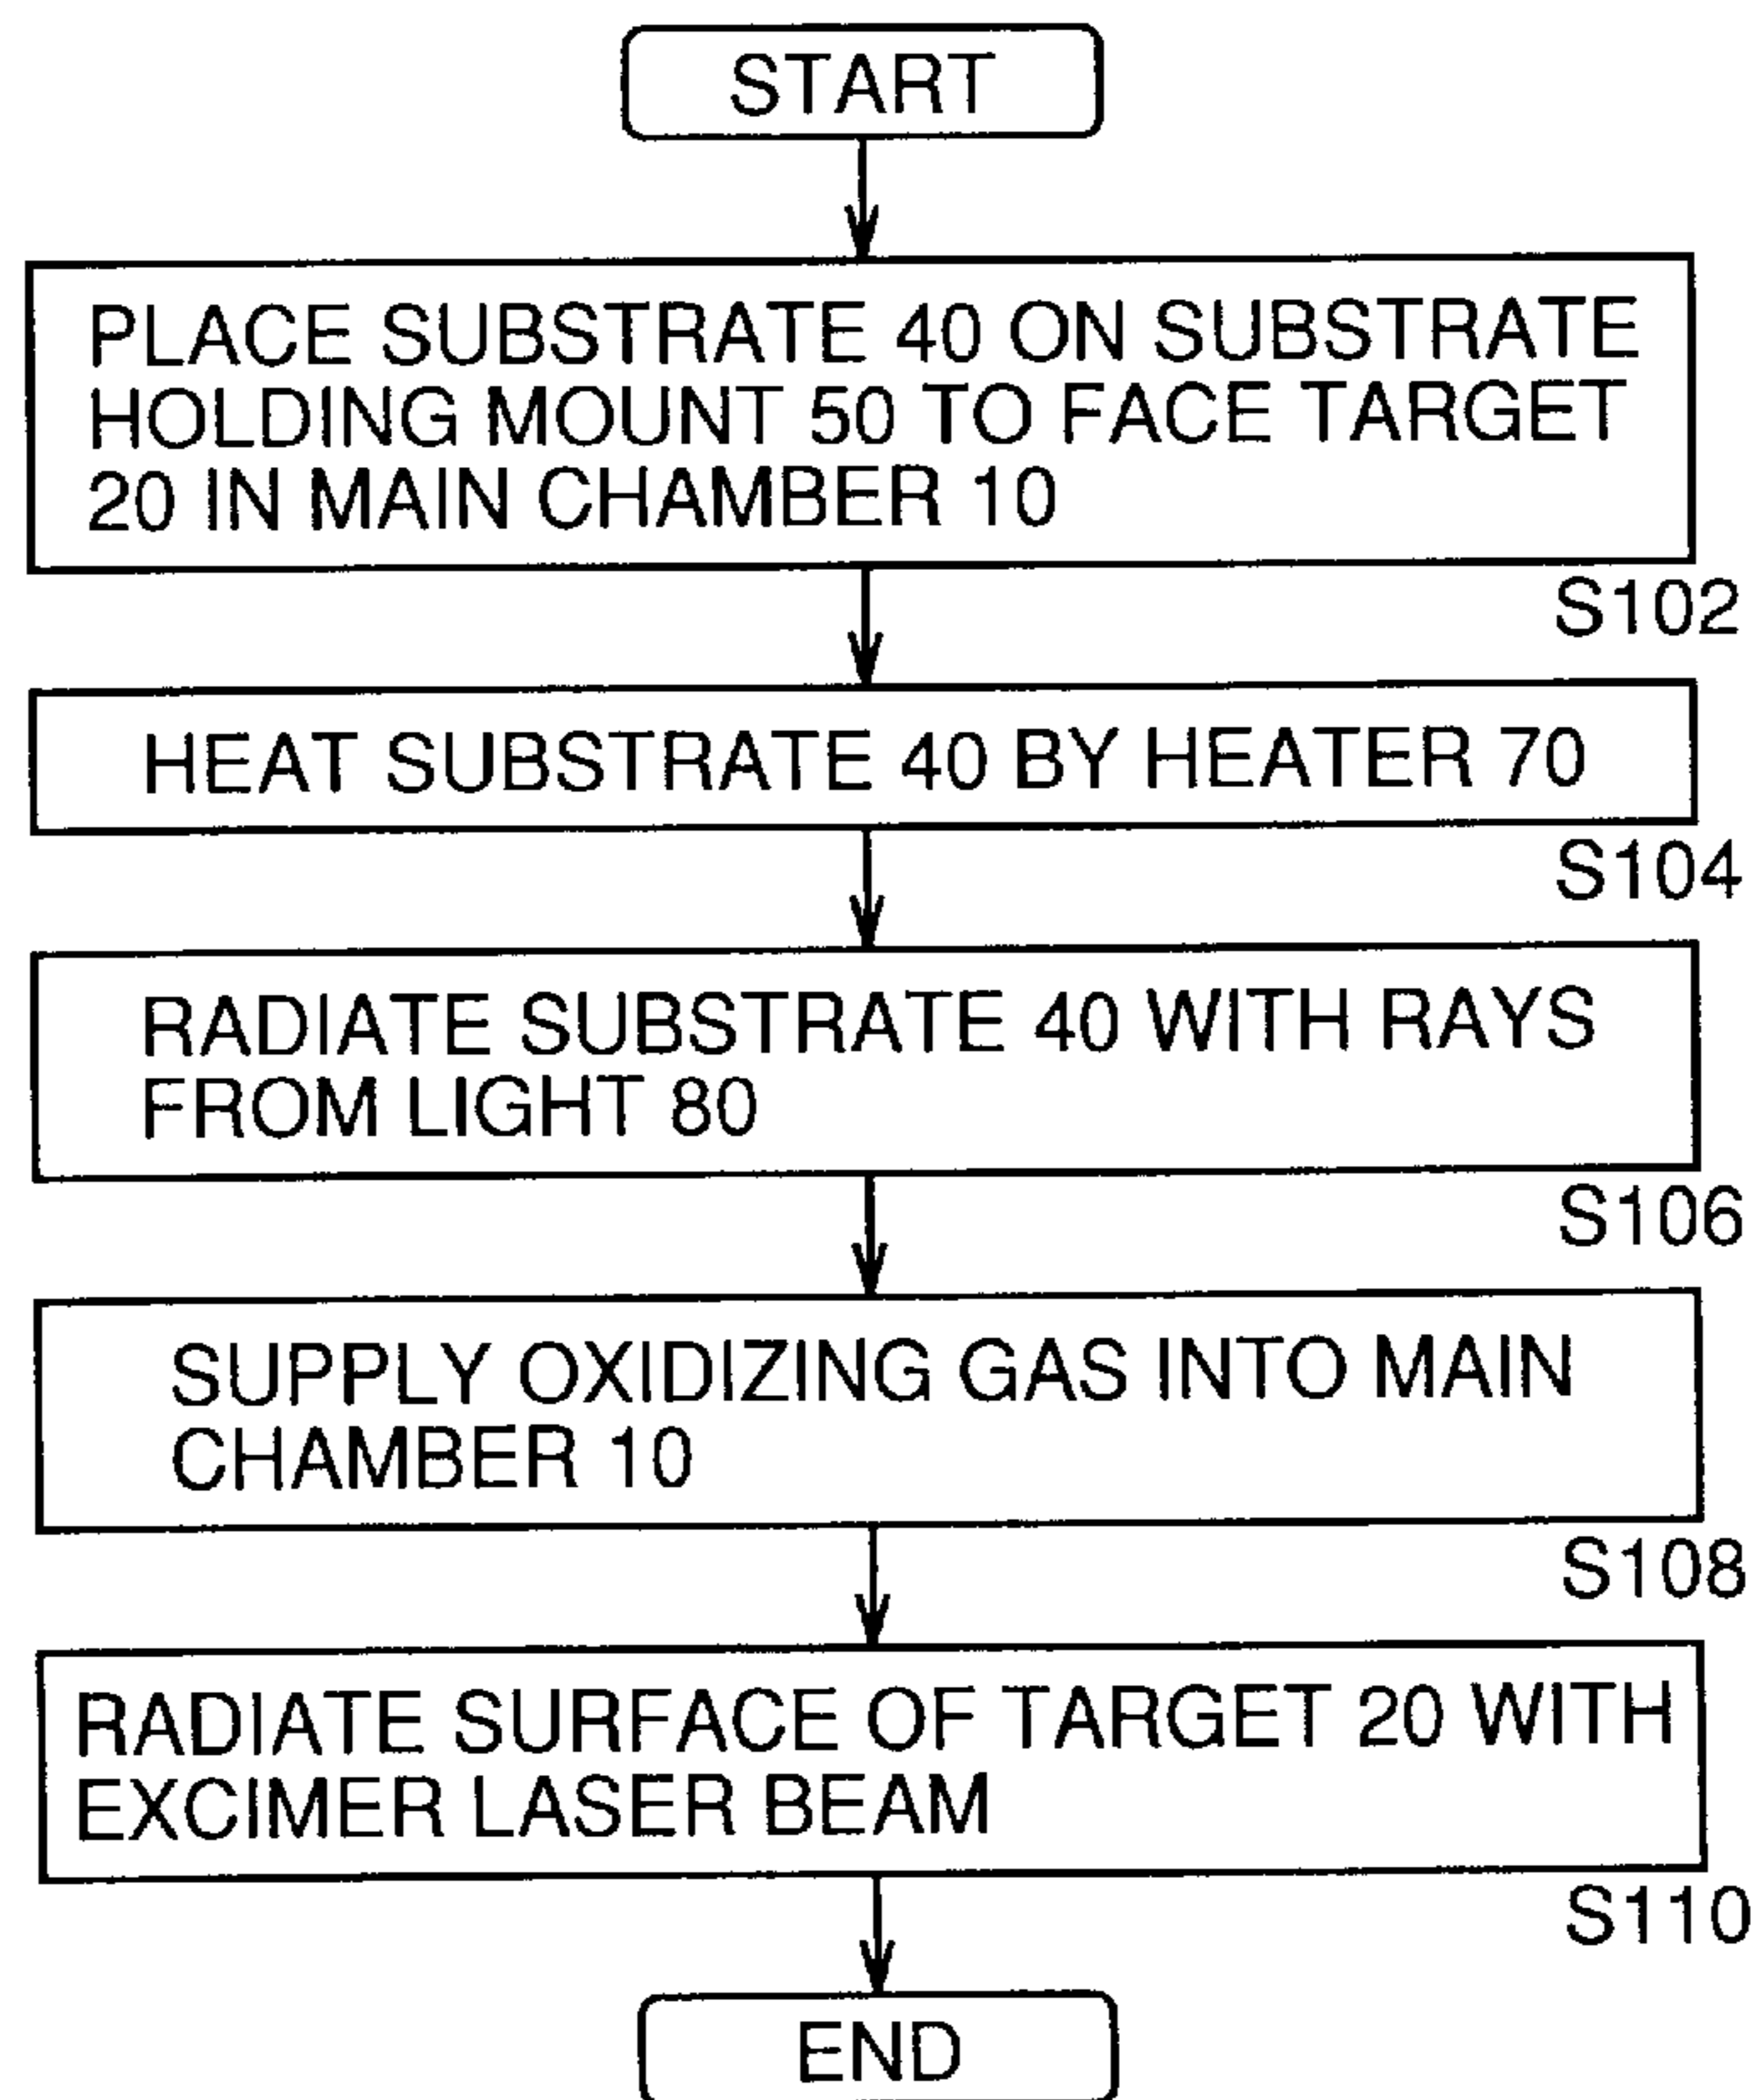 START
PLACE SUBSTRATE 40 ON SUBSTRATE
HOLDING MOUNT 50 TO FACE TARGET
20 IN MAIN CHAMBER 10
S102
HEAT SUBSTRATE 40 BY HEATER 70
S104
RADIATE SUBSTRATE 40 WITH RAYS
FROM LIGHT 80
S106
SUPPLY OXIDIZING GAS INTO MAIN
CHAMBER 10
S108
RADIATE SURFACE OF TARGET 20 WITH
EXCIMER LASER BEAM
S110
END